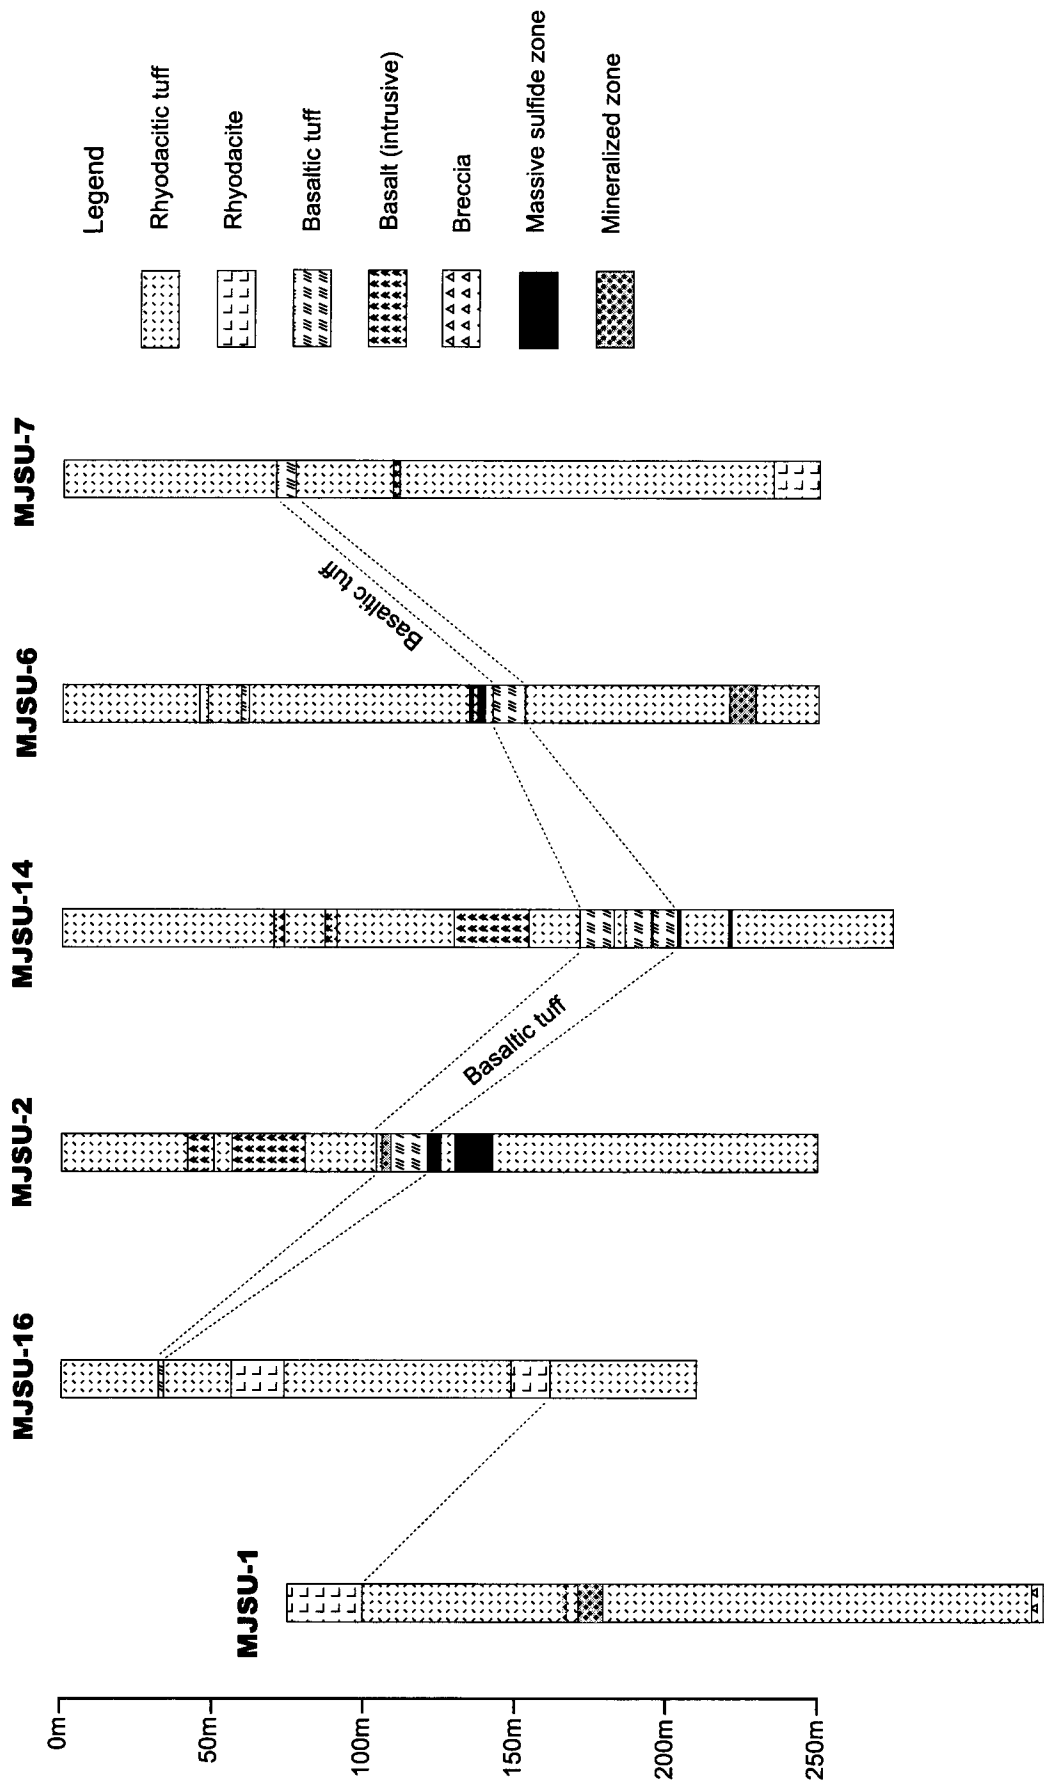 MJSU-1
MJSU-16
MJSU-2
MJSU-14
MJSU-6
MJSU-7
0m
50m
100m
150m
200m
250m
Basaltic tuff
Basaltic tuff
Legend
Rhyodacitic tuff
Rhyodacite
Basaltic tuff
Basalt (intrusive)
Breccia
Massive sulfide zone
Mineralized zone